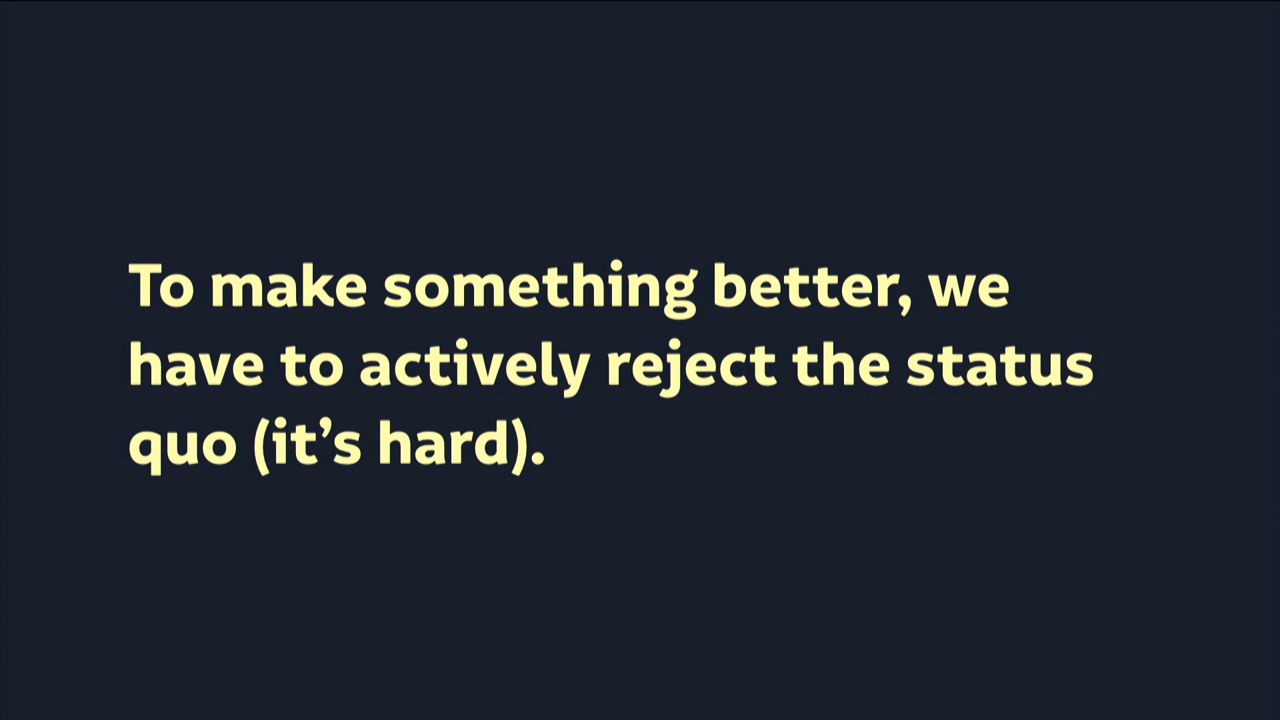 To make something better, we
have to actively reject the status
quo (it’s hard).